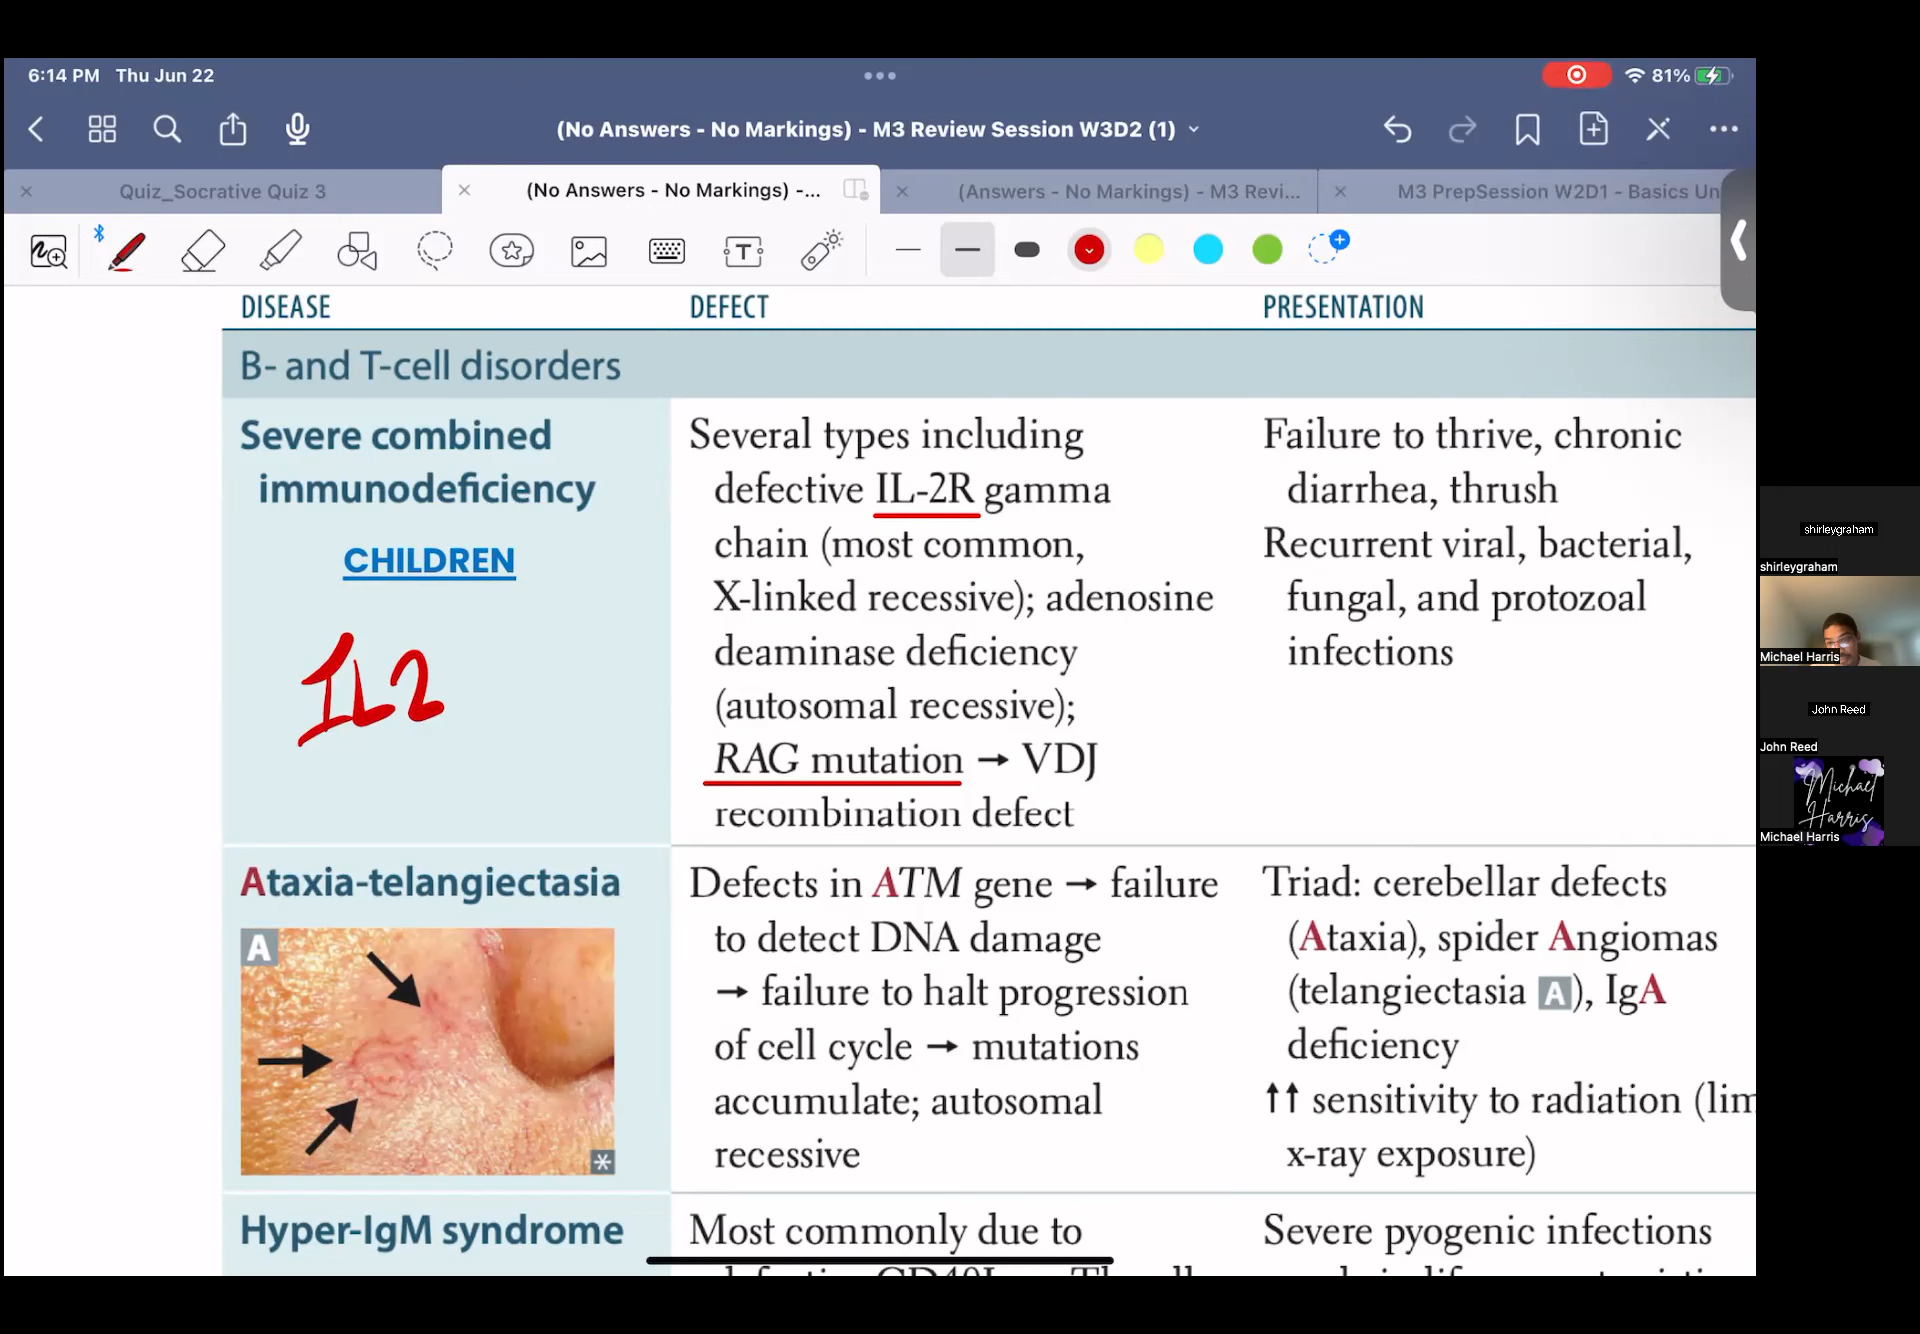 6:14 PM Thu Jun 22
81%
(No Answers - No Markings) - M3 Review Session W3D2 (1)
Quiz_Socrative Quiz 3
(No Answers - No Markings) -...
(Answers - No Markings) - M3 Revi...
M3 PrepSession W2D1 - Basics Un
DISEASE DEFECT PRESENTATION
B- and T-cell disorders
Severe combined
immunodeficiency
CHILDREN
IL2
Several types including
defective IL-2R gamma
chain (most common,
X-linked recessive); adenosine
deaminase deficiency
(autosomal recessive);
RAG mutation → VDJ
recombination defect
Failure to thrive, chronic
diarrhea, thrush
Recurrent viral, bacterial,
fungal, and protozoal
infections
Ataxia-telangiectasia
A
*
Defects in ATM gene → failure
to detect DNA damage
→ failure to halt progression
of cell cycle → mutations
accumulate; autosomal
recessive
Triad: cerebellar defects
(Ataxia), spider Angiomas
(telangiectasia A), IgA
deficiency
↑↑ sensitivity to radiation (lim
x-ray exposure)
Hyper-IgM syndrome
Most commonly due to
Severe pyogenic infections
shirleygraham
shirleygraham
Michael Harris
John Reed
John Reed
Michael
Harris
Michael Harris